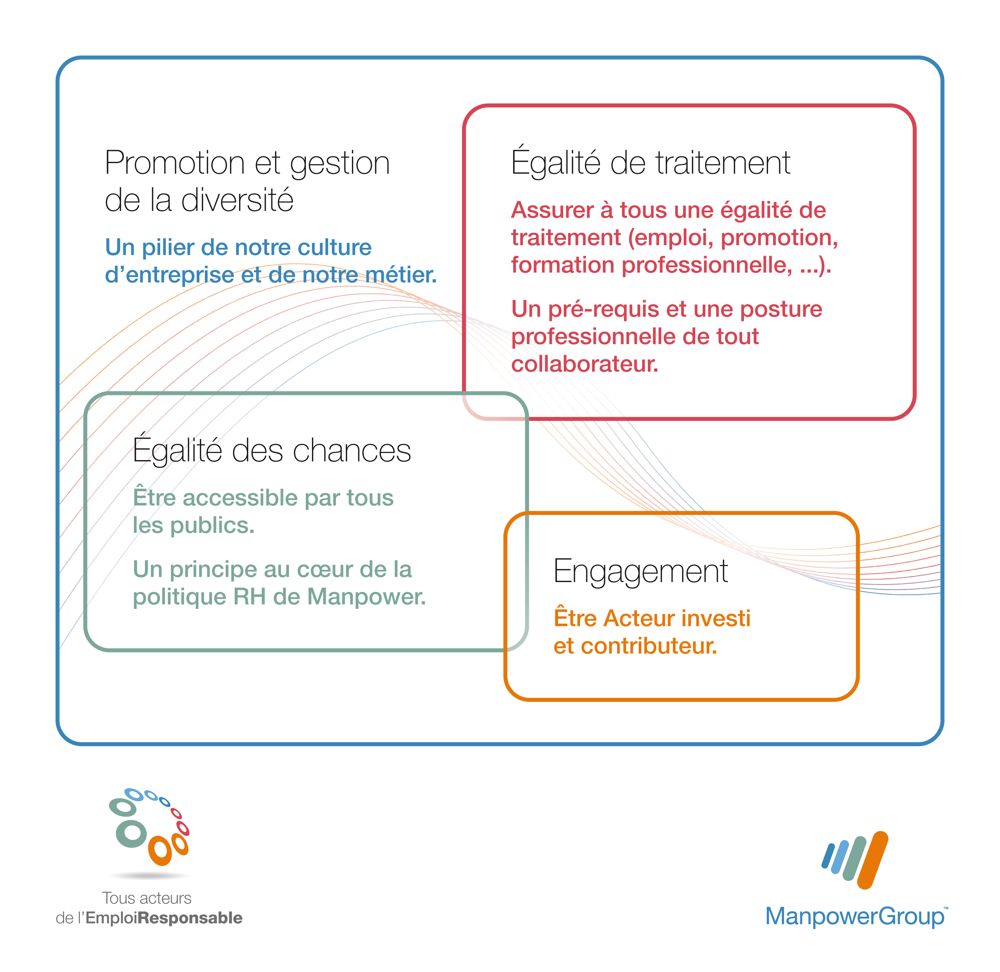 Promotion et gestion
de la diversité
Un pilier de notre culture
d’entreprise et de notre métier.
Égalité de traitement
Assurer à tous une égalité de
traitement (emploi, promotion,
formation professionnelle, ...).
Un pré-requis et une posture
professionnelle de tout
collaborateur.
Égalité des chances
Être accessible par tous
les publics.
Un principe au cœur de la
politique RH de Manpower.
Engagement
Être Acteur investi
et contributeur.
Tous acteurs
de l’EmploiResponsable
ManpowerGroup™